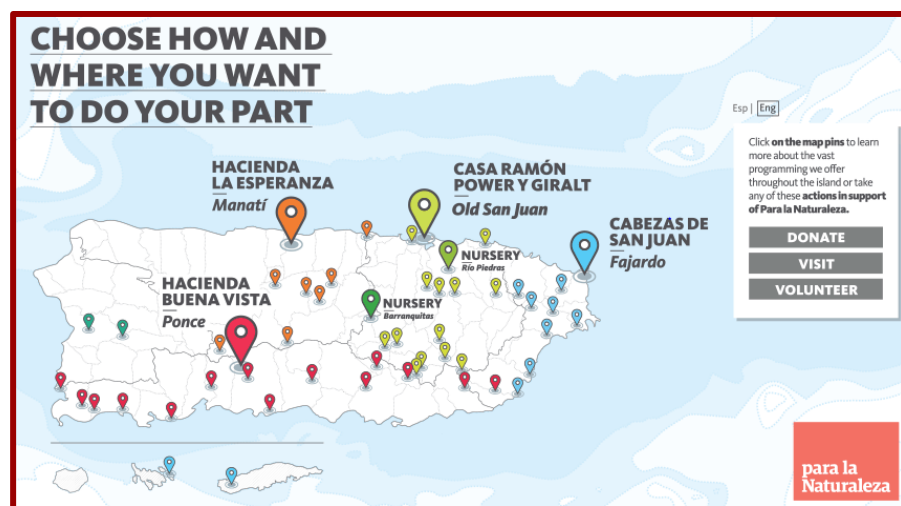 CHOOSE HOW AND
WHERE YOU WANT
TO DO YOUR PART
Esp | Eng
Click on the map pins to learn
more about the vast
programming we offer
throughout the island or take
any of these actions in support
of Para la Naturaleza.
DONATE
VISIT
VOLUNTEER
HACIENDA
LA ESPERANZA
Manatí
CASA RAMÓN
POWER Y GIRALT
Old San Juan
CABEZAS DE
SAN JUAN
Fajardo
NURSERY
Río Piedras
HACIENDA
BUENA VISTA
Ponce
NURSERY
Barranquitas
para la
Naturaleza